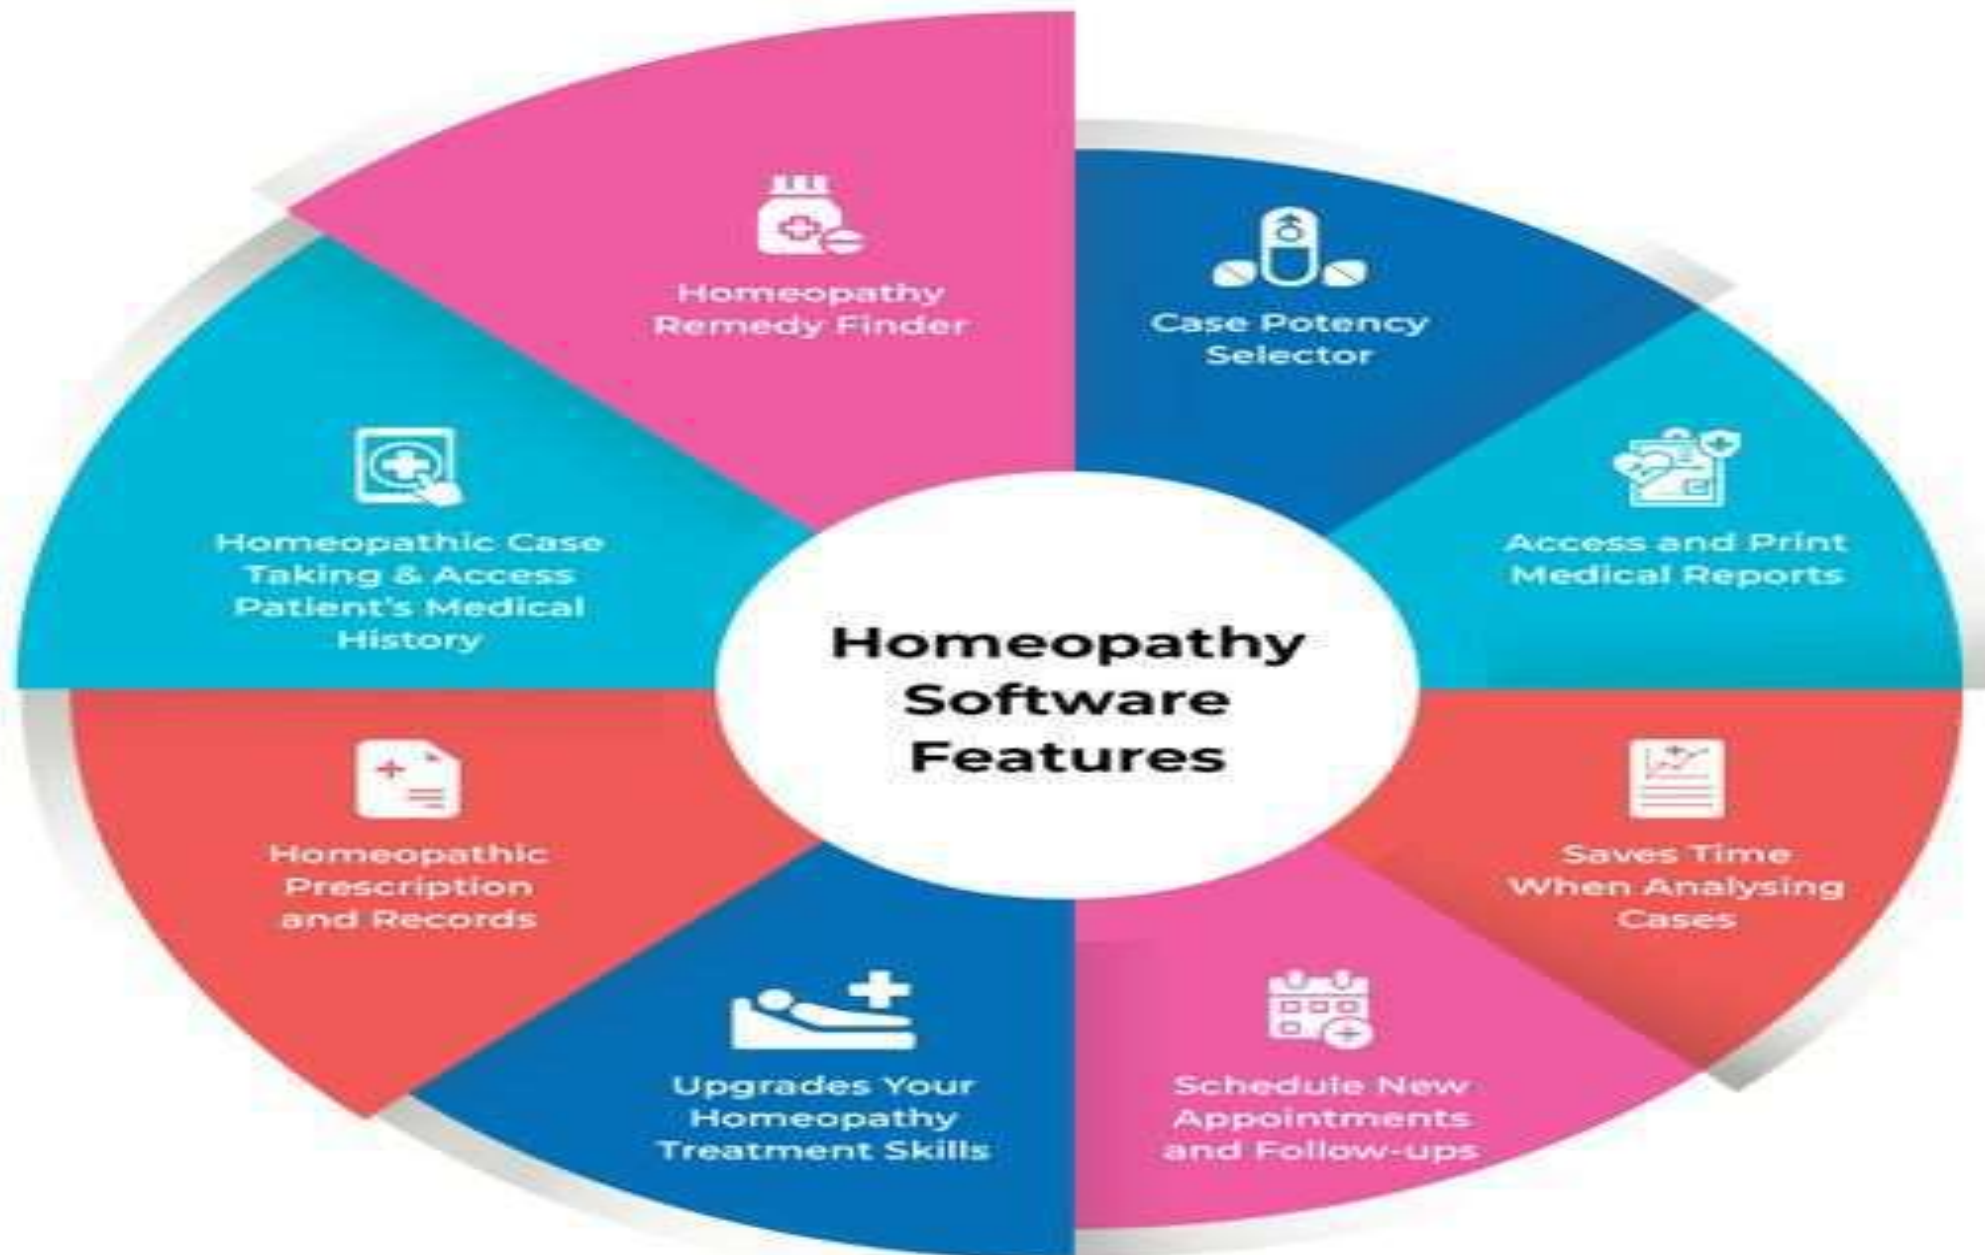 Homeopathy
Remedy Finder
Case Potency
Selector
Homeopathic Case
Taking & Access
Patient's Medical
History
Access and Print
Medical Reports
Homeopathy
Software
Features
Homeopathic
Prescription
and Records
Saves Time
When Analysing
Cases
Upgrades Your
Homeopathy
Treatment Skills
Schedule New
Appointments
and Follow-ups